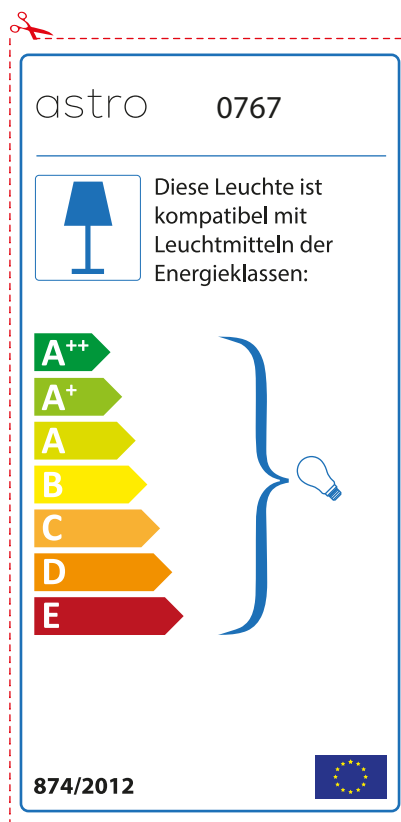 astro 0767
Diese Leuchte ist
kompatibel mit
Leuchtmitteln der
Energieklassen:
A++
A+
A
B
C
D
E
874/2012